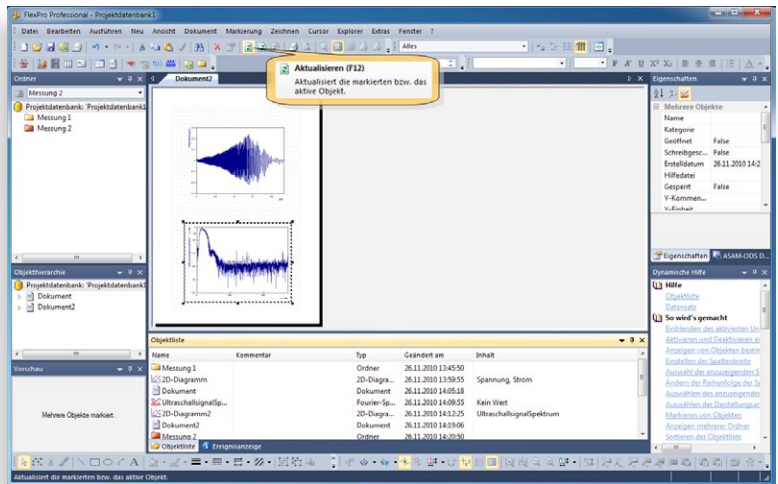 FlexPro Professional - Projektdatenbank1
Datei Bearbeiten Ausführen Neu Ansicht Dokument Markierung Zeichnen Cursor Explorer Extras Fenster ?
Alles
Aktualisieren (F12)
Aktualisiert die markierten bzw. das
aktive Objekt.
Ordner
Messung 2
Projektdatenbank: 'Projektdatenbank1
Messung 1
Messung 2
Dokument2
Eigenschaften
Mehrere Objekte
Name
Kategorie
Geöffnet False
Schreibgesc... False
Erstelldatum 26.11.2010 14:2
Hilfedatei
Gesperrt False
Y-Kommen...
Y-Einheit
Eigenschaften ASAM-ODS D...
Objekthierarchie
Projektdatenbank: 'Projektdatenbank1
Dokument
Dokument2
Dynamische Hilfe
Hilfe
Objektliste
Datensatz
So wird's gemacht
Einblenden des aktivierten Un
Aktivieren und Deaktivieren ei
Anzeigen von Objekten bestim
Einstellen der Spaltenbreite
Auswahl der anzuzeigenden S
Ändern der Reihenfolge der Sp
Auswählen des anzuzeigenden
Auswählen der Darstellungsar
Markieren von Objekten
Anzeigen mehrerer Ordner
Sortieren der Objektliste
Vorschau
Mehrere Objekte markiert.
Objektliste
Name Kommentar Typ Geändert am Inhalt
Messung 1 Ordner 26.11.2010 13:45:50
2D-Diagramm 2D-Diagra... 26.11.2010 13:59:55 Spannung, Strom
Dokument Dokument 26.11.2010 14:05:18
UltraschallsignalSp... Fourier-Sp... 26.11.2010 14:09:55 Kein Wert
2D-Diagramm2 2D-Diagra... 26.11.2010 14:12:25 UltraschallsignalSpektrum
Dokument2 Dokument 26.11.2010 14:19:06
Messung 2 Ordner 26.11.2010 14:20:50
Objektliste Ereignisanzeige
Aktualisiert die markierten bzw. das aktive Objekt.